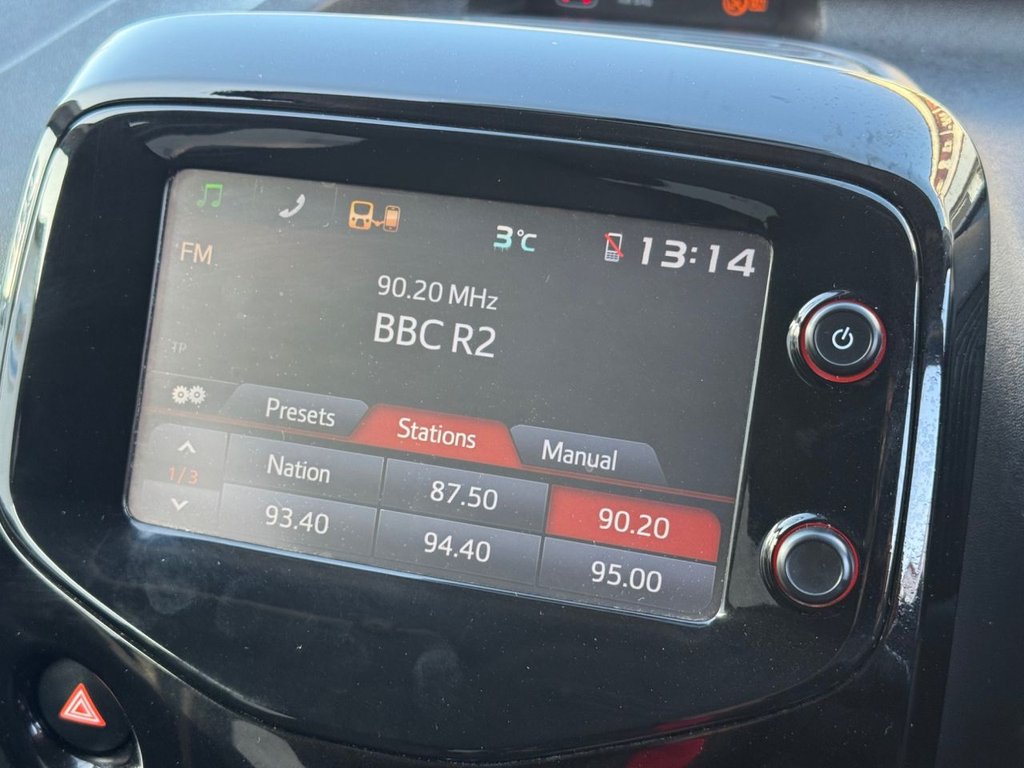 3°C
13:14
FM
90.20 MHz
BBC R2
TP
Presets
Stations
Manual
1/3
Nation
87.50
90.20
93.40
94.40
95.00